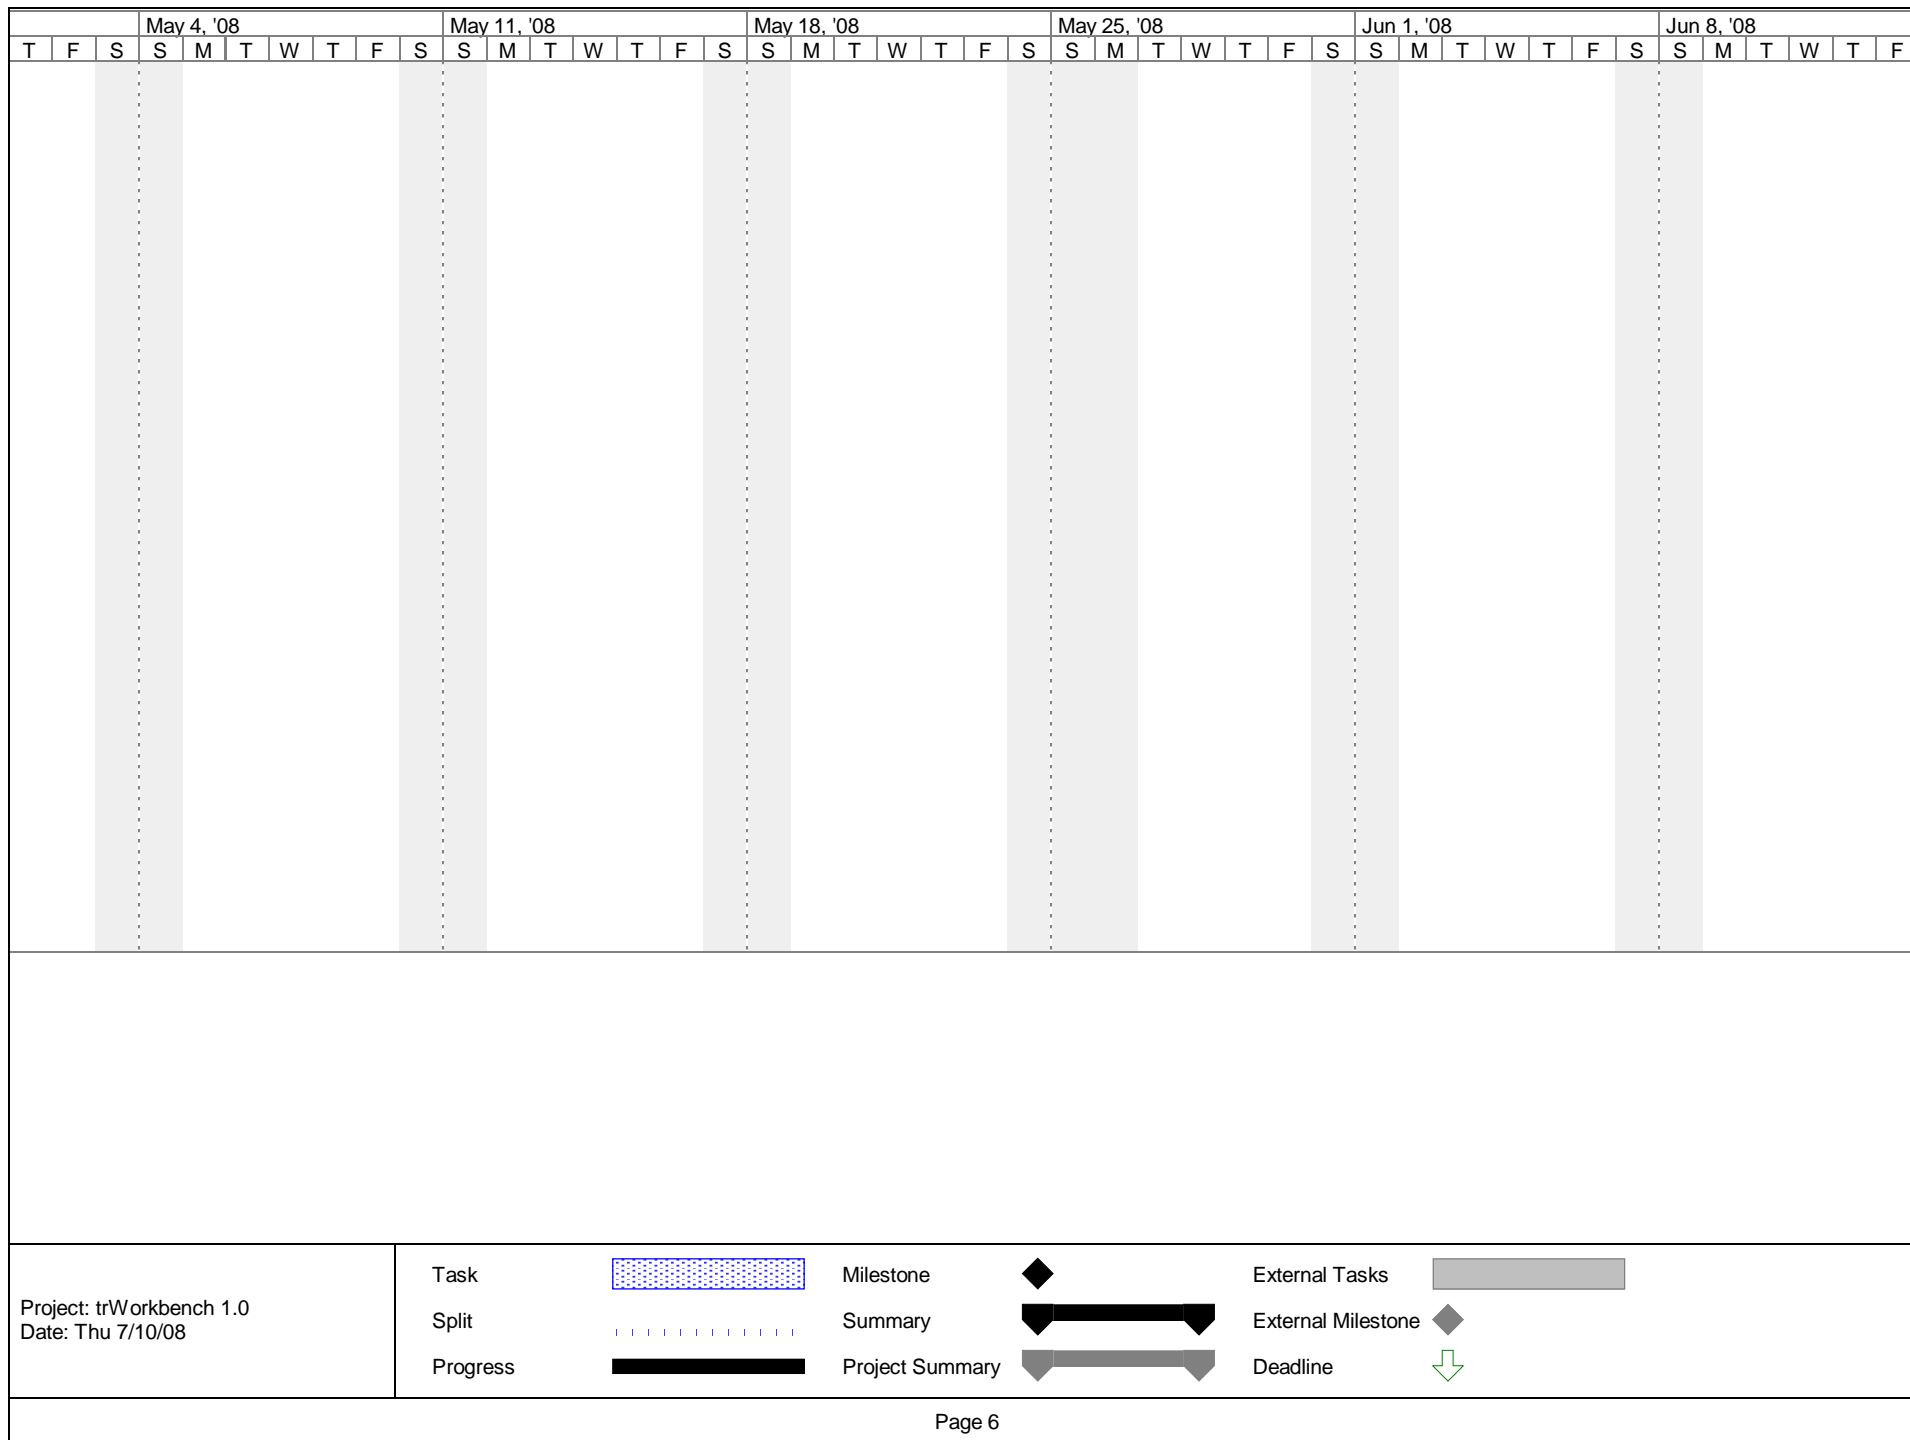 May 4, '08 May 11, '08 May 18, '08 May 25, '08 Jun 1, '08 Jun 8, '08
T F S S M T W T F S S M T W T F S S M T W T F S S M T W T F S S M T W T F S S M T W T F
Project: trWorkbench 1.0
Date: Thu 7/10/08
Task
Split
Progress
Milestone
Summary
Project Summary
External Tasks
External Milestone
Deadline
Page 6